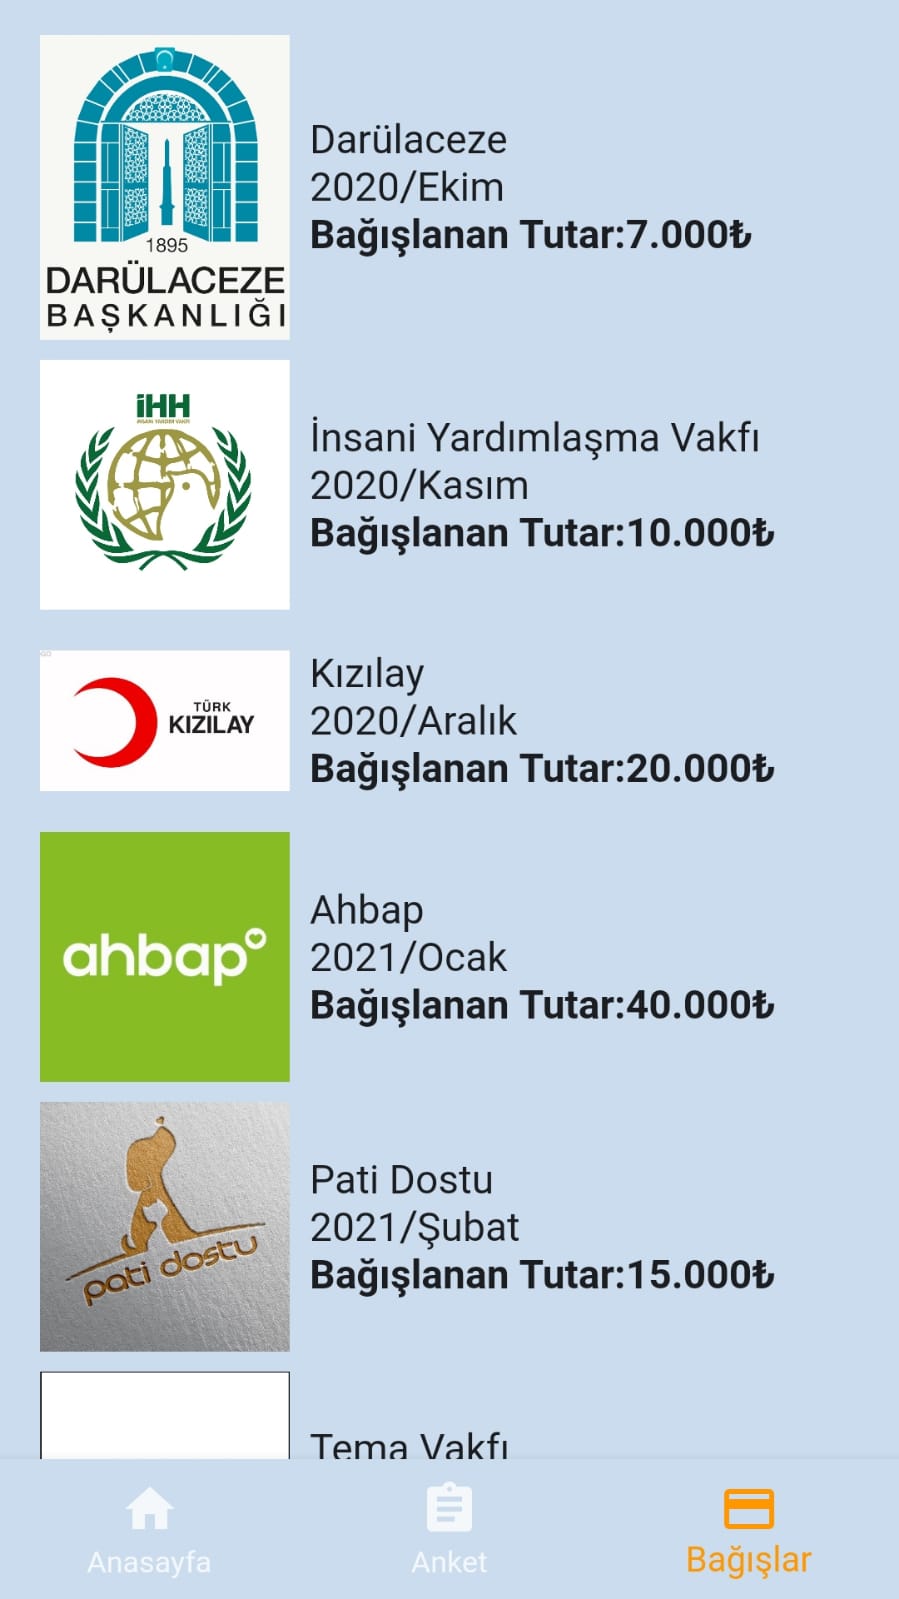 1895
DARÜLACEZE
BAŞKANLIĞI
Darülaceze
2020/Ekim
Bağışlanan Tutar:7.000₺
İHH
İNSANİ YARDIM VAKFI
İnsani Yardımlaşma Vakfı
2020/Kasım
Bağışlanan Tutar:10.000₺
TÜRK
KIZILAY
Kızılay
2020/Aralık
Bağışlanan Tutar:20.000₺
ahbap
Ahbap
2021/Ocak
Bağışlanan Tutar:40.000₺
pati dostu
Pati Dostu
2021/Şubat
Bağışlanan Tutar:15.000₺
Tema Vakfı
Anasayfa
Anket
Bağışlar